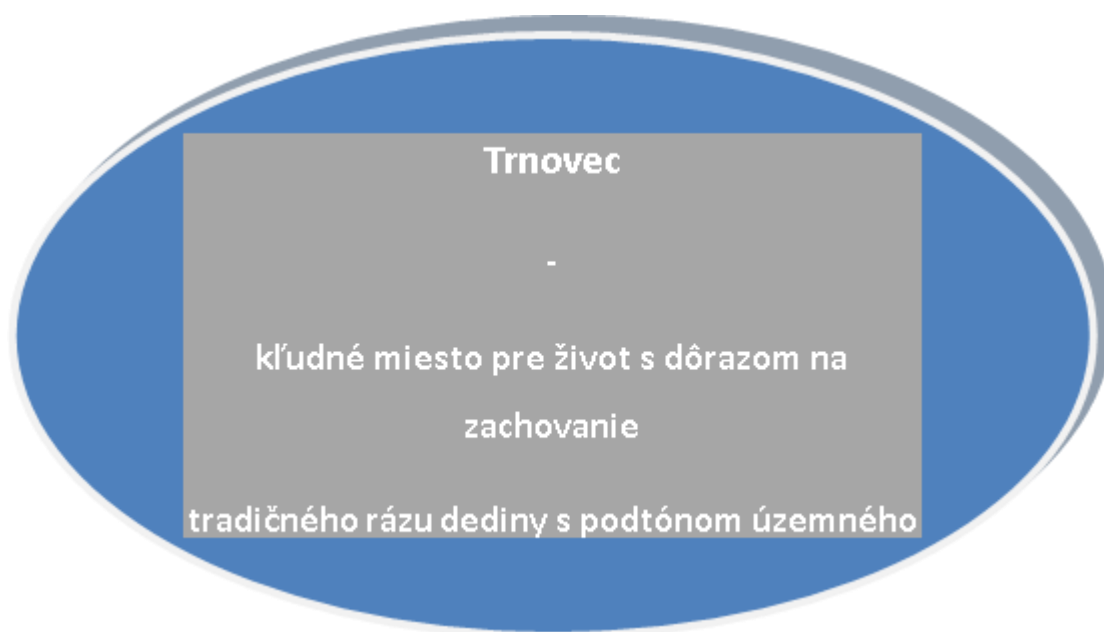 Trnovec
-
kľudné miesto pre život s dôrazom na
zachovanie
tradičného rázu dediny s podtónom územného